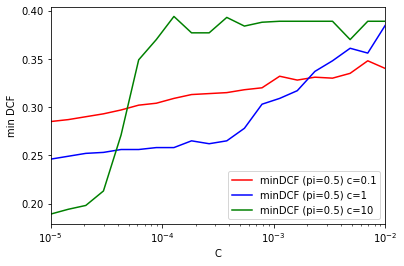 0.40
0.35
0.30
0.25
0.20
min DCF
10^-5
10^-4
10^-3
10^-2
C
minDCF (pi=0.5) c=0.1
minDCF (pi=0.5) c=1
minDCF (pi=0.5) c=10